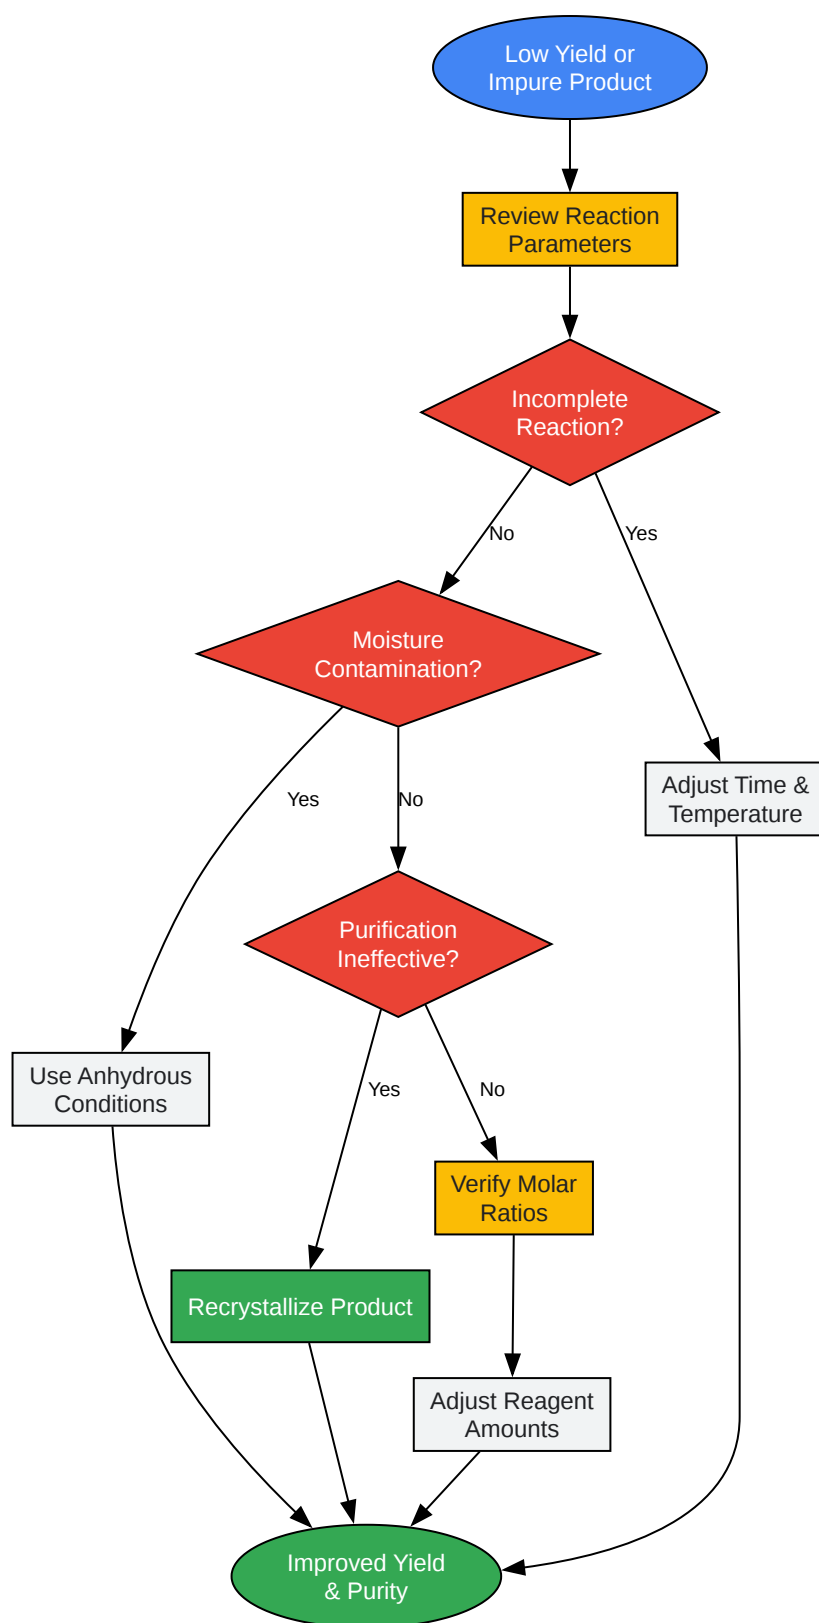 Low Yield or
Impure Product
Review Reaction
Parameters
Incomplete
Reaction?
No
Yes
Moisture
Contamination?
Adjust Time &
Temperature
Yes
No
Purification
Ineffective?
Use Anhydrous
Conditions
Yes
No
Verify Molar
Ratios
Recrystallize Product
Adjust Reagent
Amounts
Improved Yield
& Purity